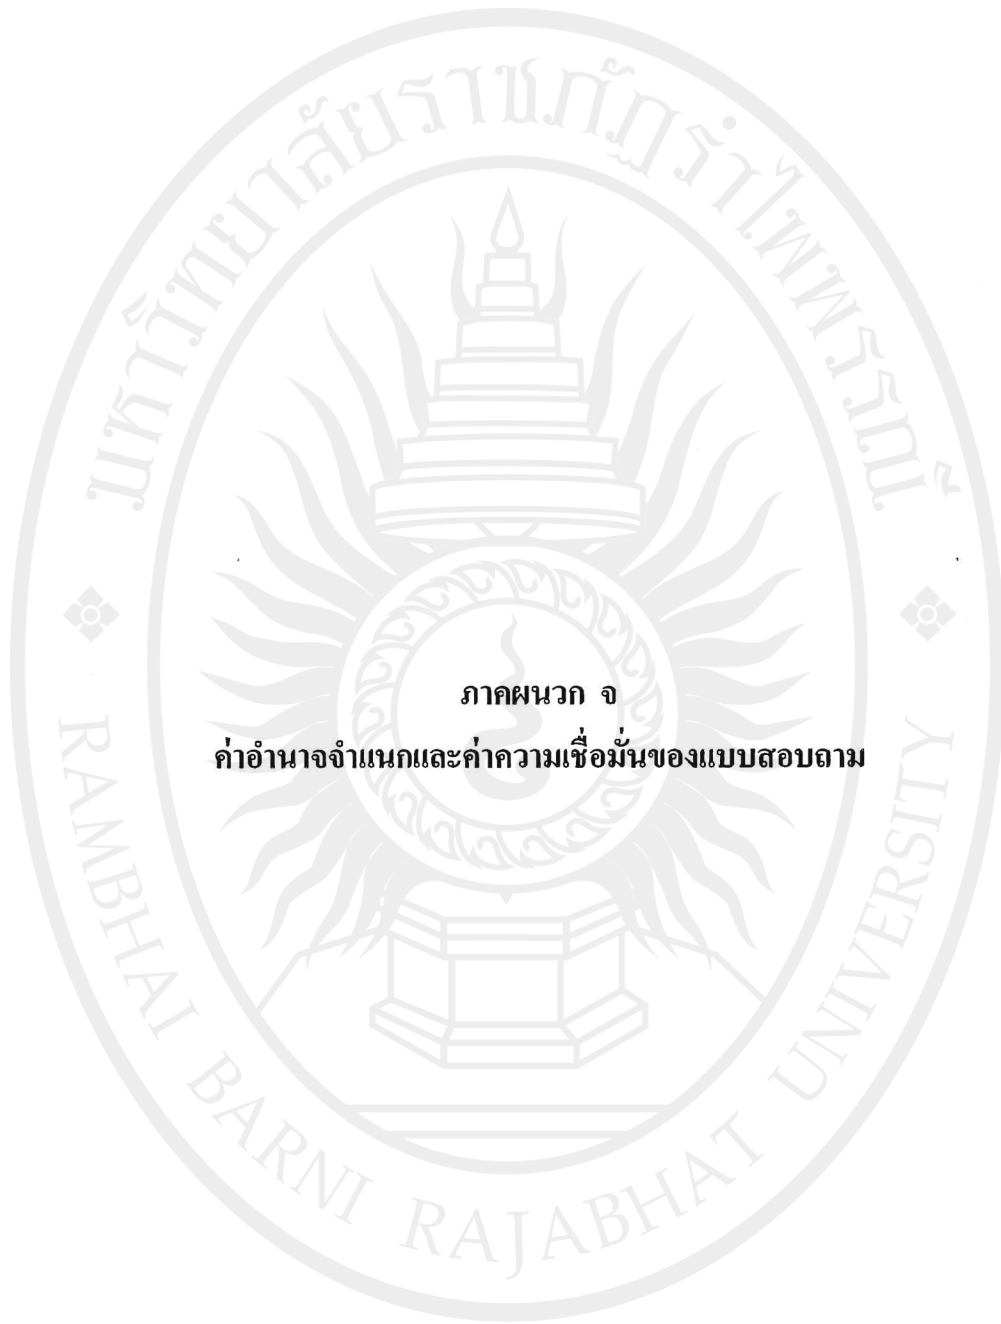 มหาวิทยาลัยราชภัฏรำไพพรรณี
ภาคผนวก จ
ค่าอำนาจจำแนกและค่าความเชื่อมั่นของแบบสอบถาม
RAMBHAI BARNI RAJABHAT UNIVERSITY